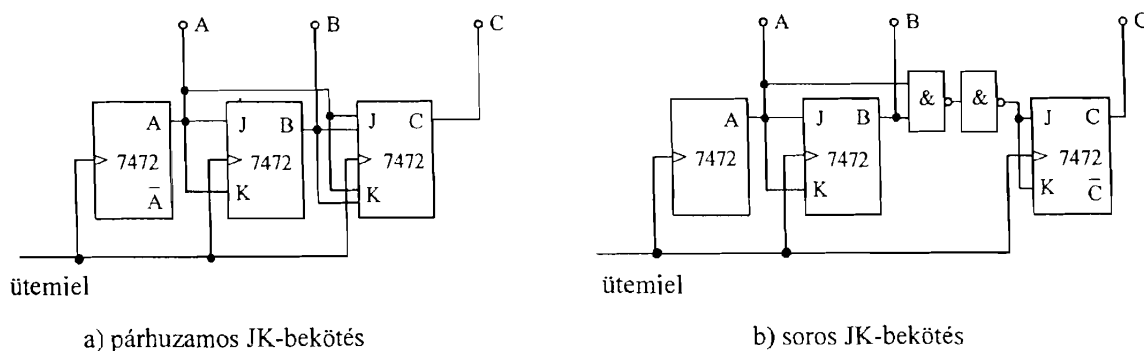 A B C
A J B J C
7472 7472 7472
A K K
ütemjel
a) párhuzamos JK-bekötés
A B C
& &
A J B J C
7472 7472 7472
K K C
ütemjel
b) soros JK-bekötés